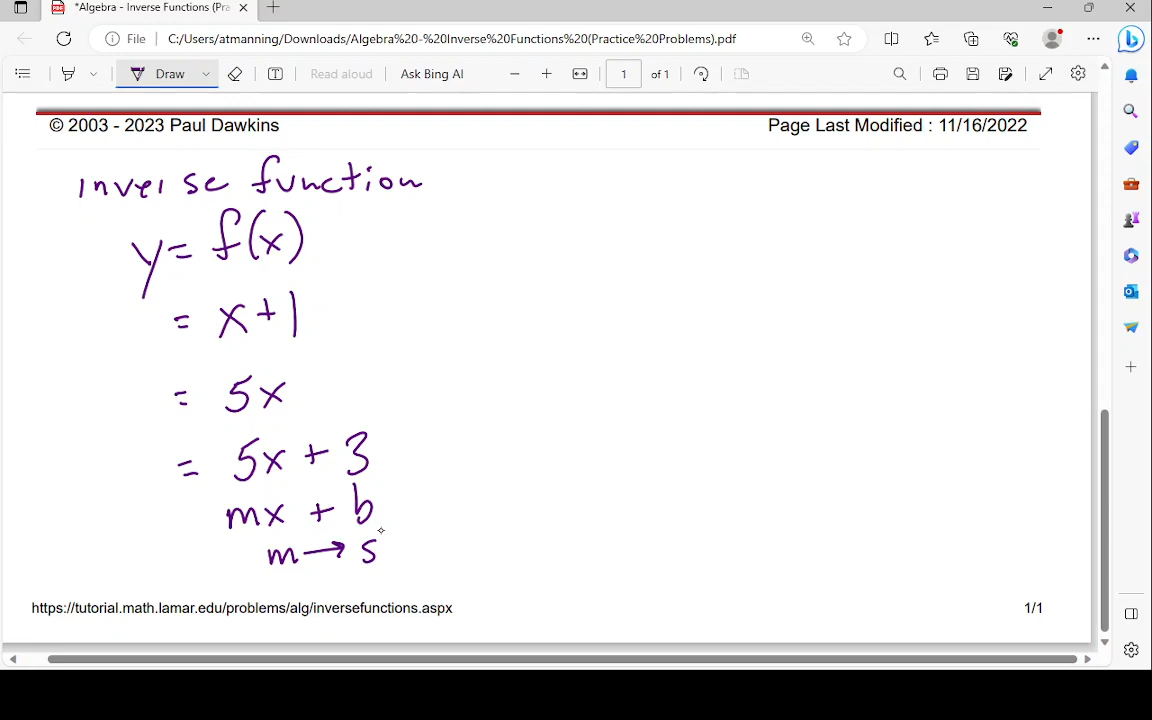 *Algebra - Inverse Functions (Pra
File C:/Users/atmanning/Downloads/Algebra%20-%20Inverse%20Functions%20(Practice%20Problems).pdf
Draw Read aloud Ask Bing AI 1 of 1
© 2003 - 2023 Paul Dawkins Page Last Modified : 11/16/2022
inverse function
y = f(x)
= x+1
= 5x
= 5x + 3
mx + b
m → s
https://tutorial.math.lamar.edu/problems/alg/inversefunctions.aspx 1/1